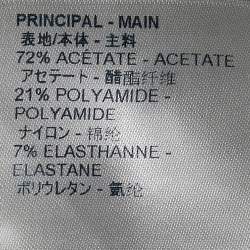 PRINCIPAL - MAIN
表地/本体 - 主料
72% ACÉTATE - ACETATE
アセテート - 醋酯纤维
21% POLYAMIDE -
POLYAMIDE
ナイロン - 锦纶
7% ELASTHANNE -
ELASTANE
ポリウレタン - 氨纶